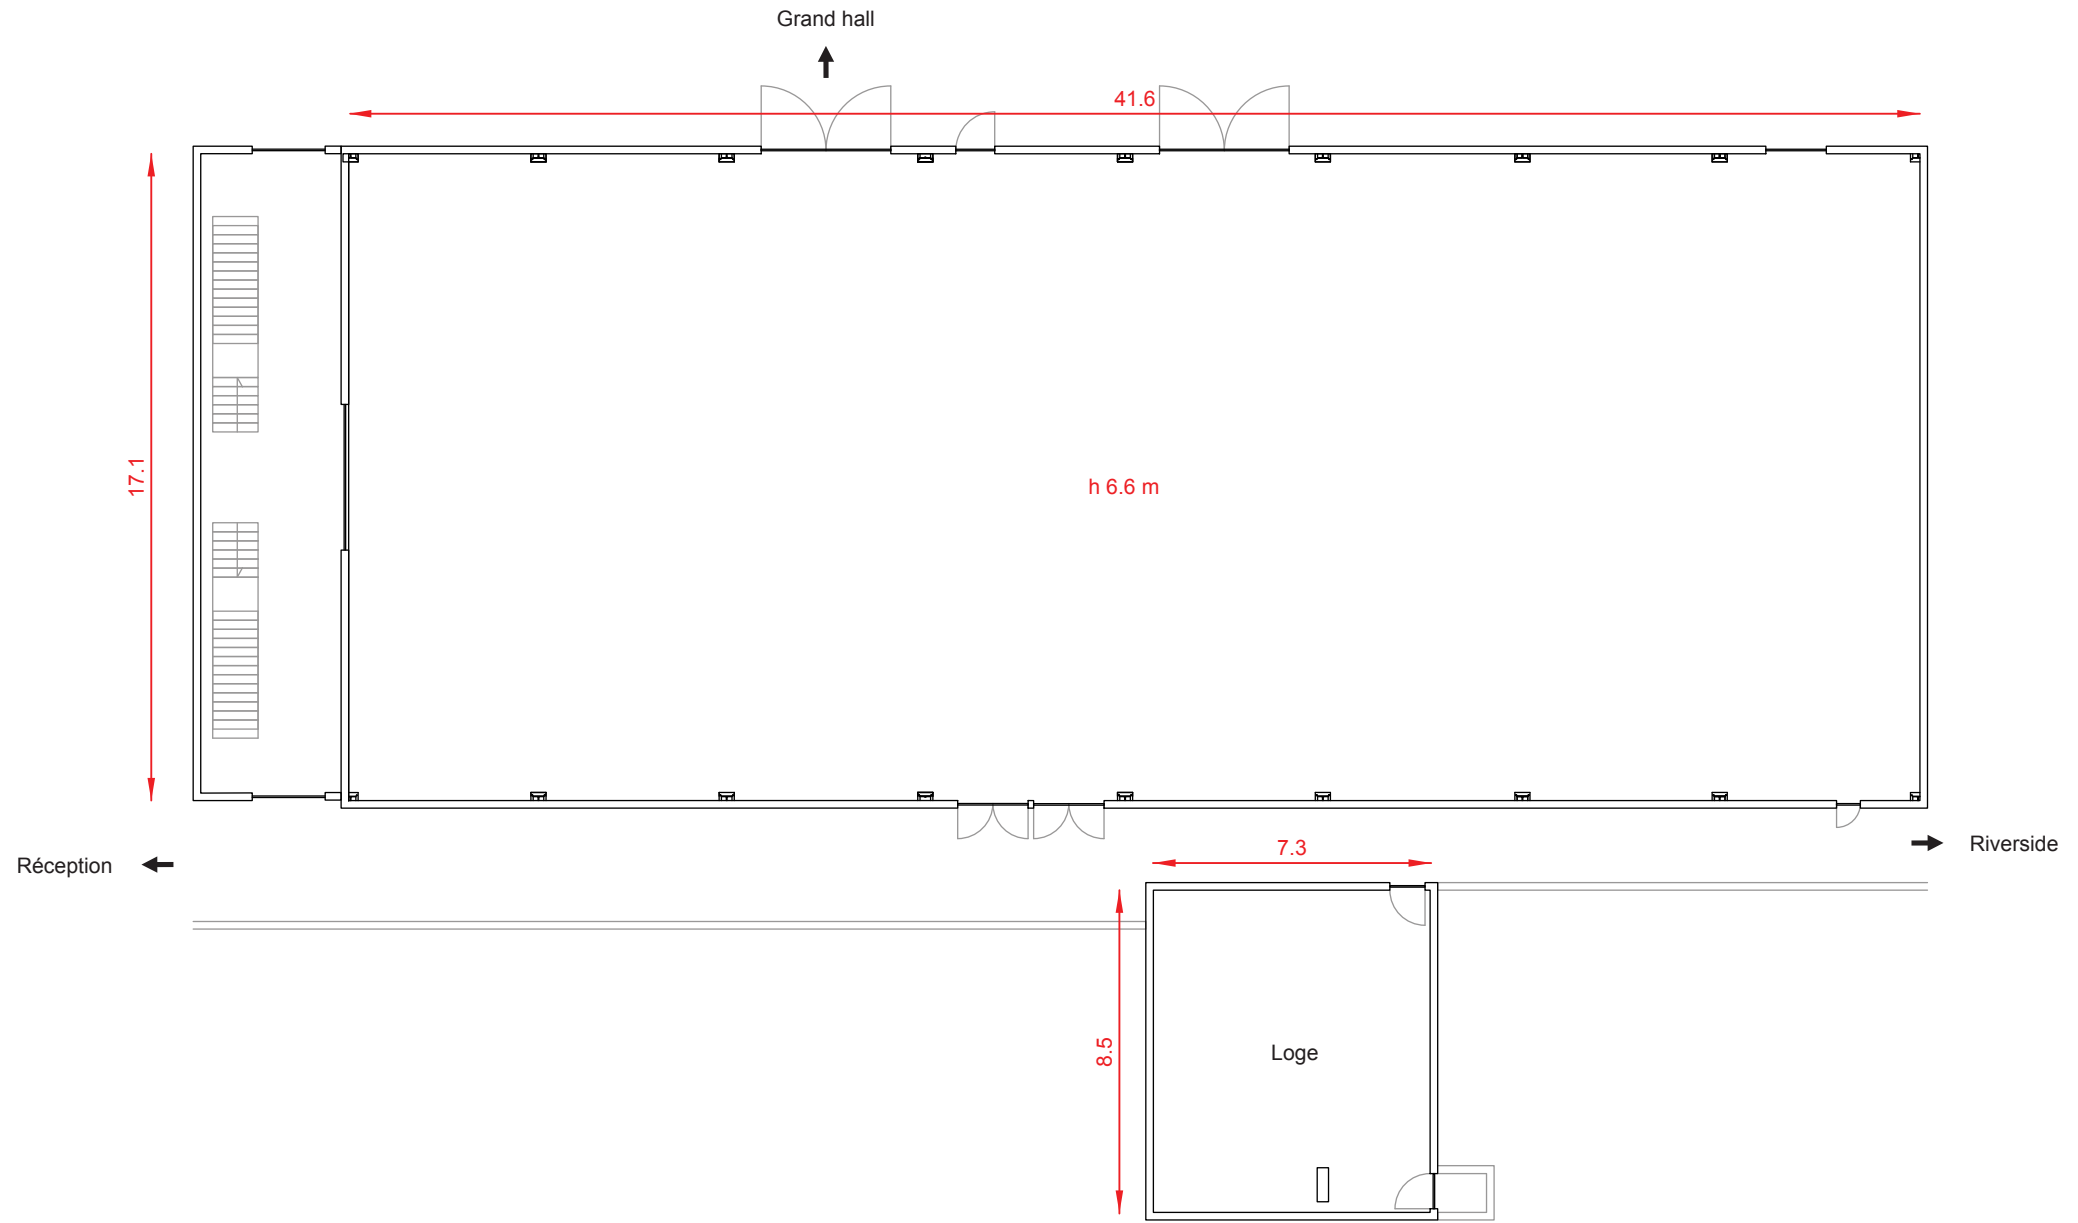 Grand hall
41.6
17.1
h 6.6 m
Réception
Riverside
7.3
8.5
Loge